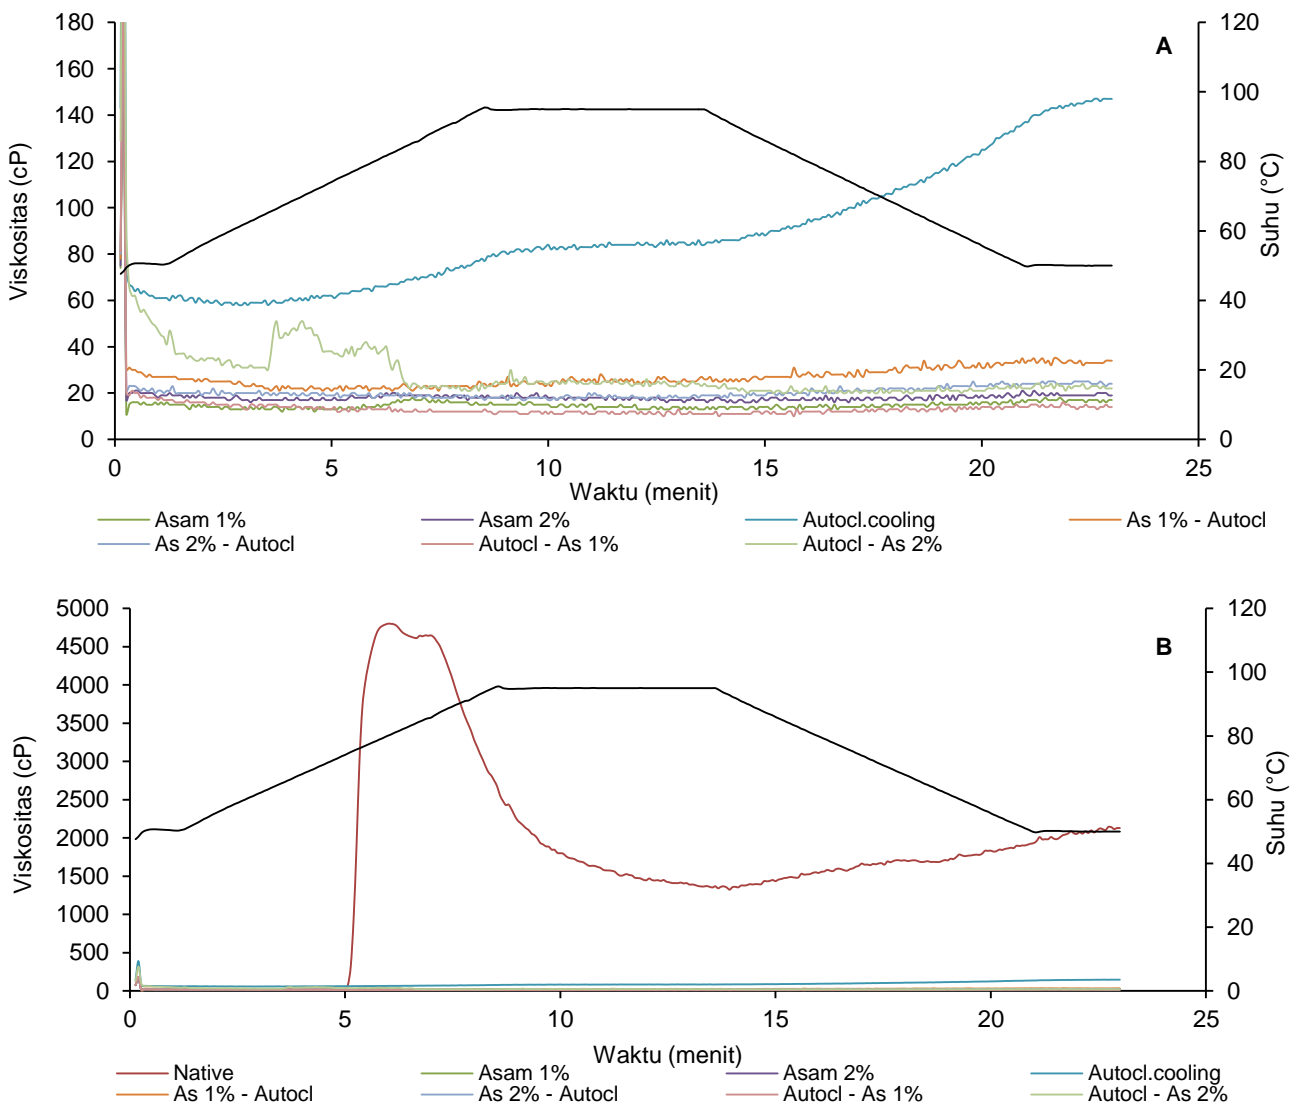 A
180
160
140
120
100
80
60
40
20
0
Viskositas (cP)
120
100
80
60
40
20
0
Suhu (°C)
0 5 10 15 20 25
Waktu (menit)
Asam 1% Asam 2% Autocl.cooling As 1% - Autocl
As 2% - Autocl Autocl - As 1% Autocl - As 2%
B
5000
4500
4000
3500
3000
2500
2000
1500
1000
500
0
Viskositas (cP)
120
100
80
60
40
20
0
Suhu (°C)
0 5 10 15 20 25
Waktu (menit)
Native Asam 1% Asam 2% Autocl.cooling
As 1% - Autocl As 2% - Autocl Autocl - As 1% Autocl - As 2%